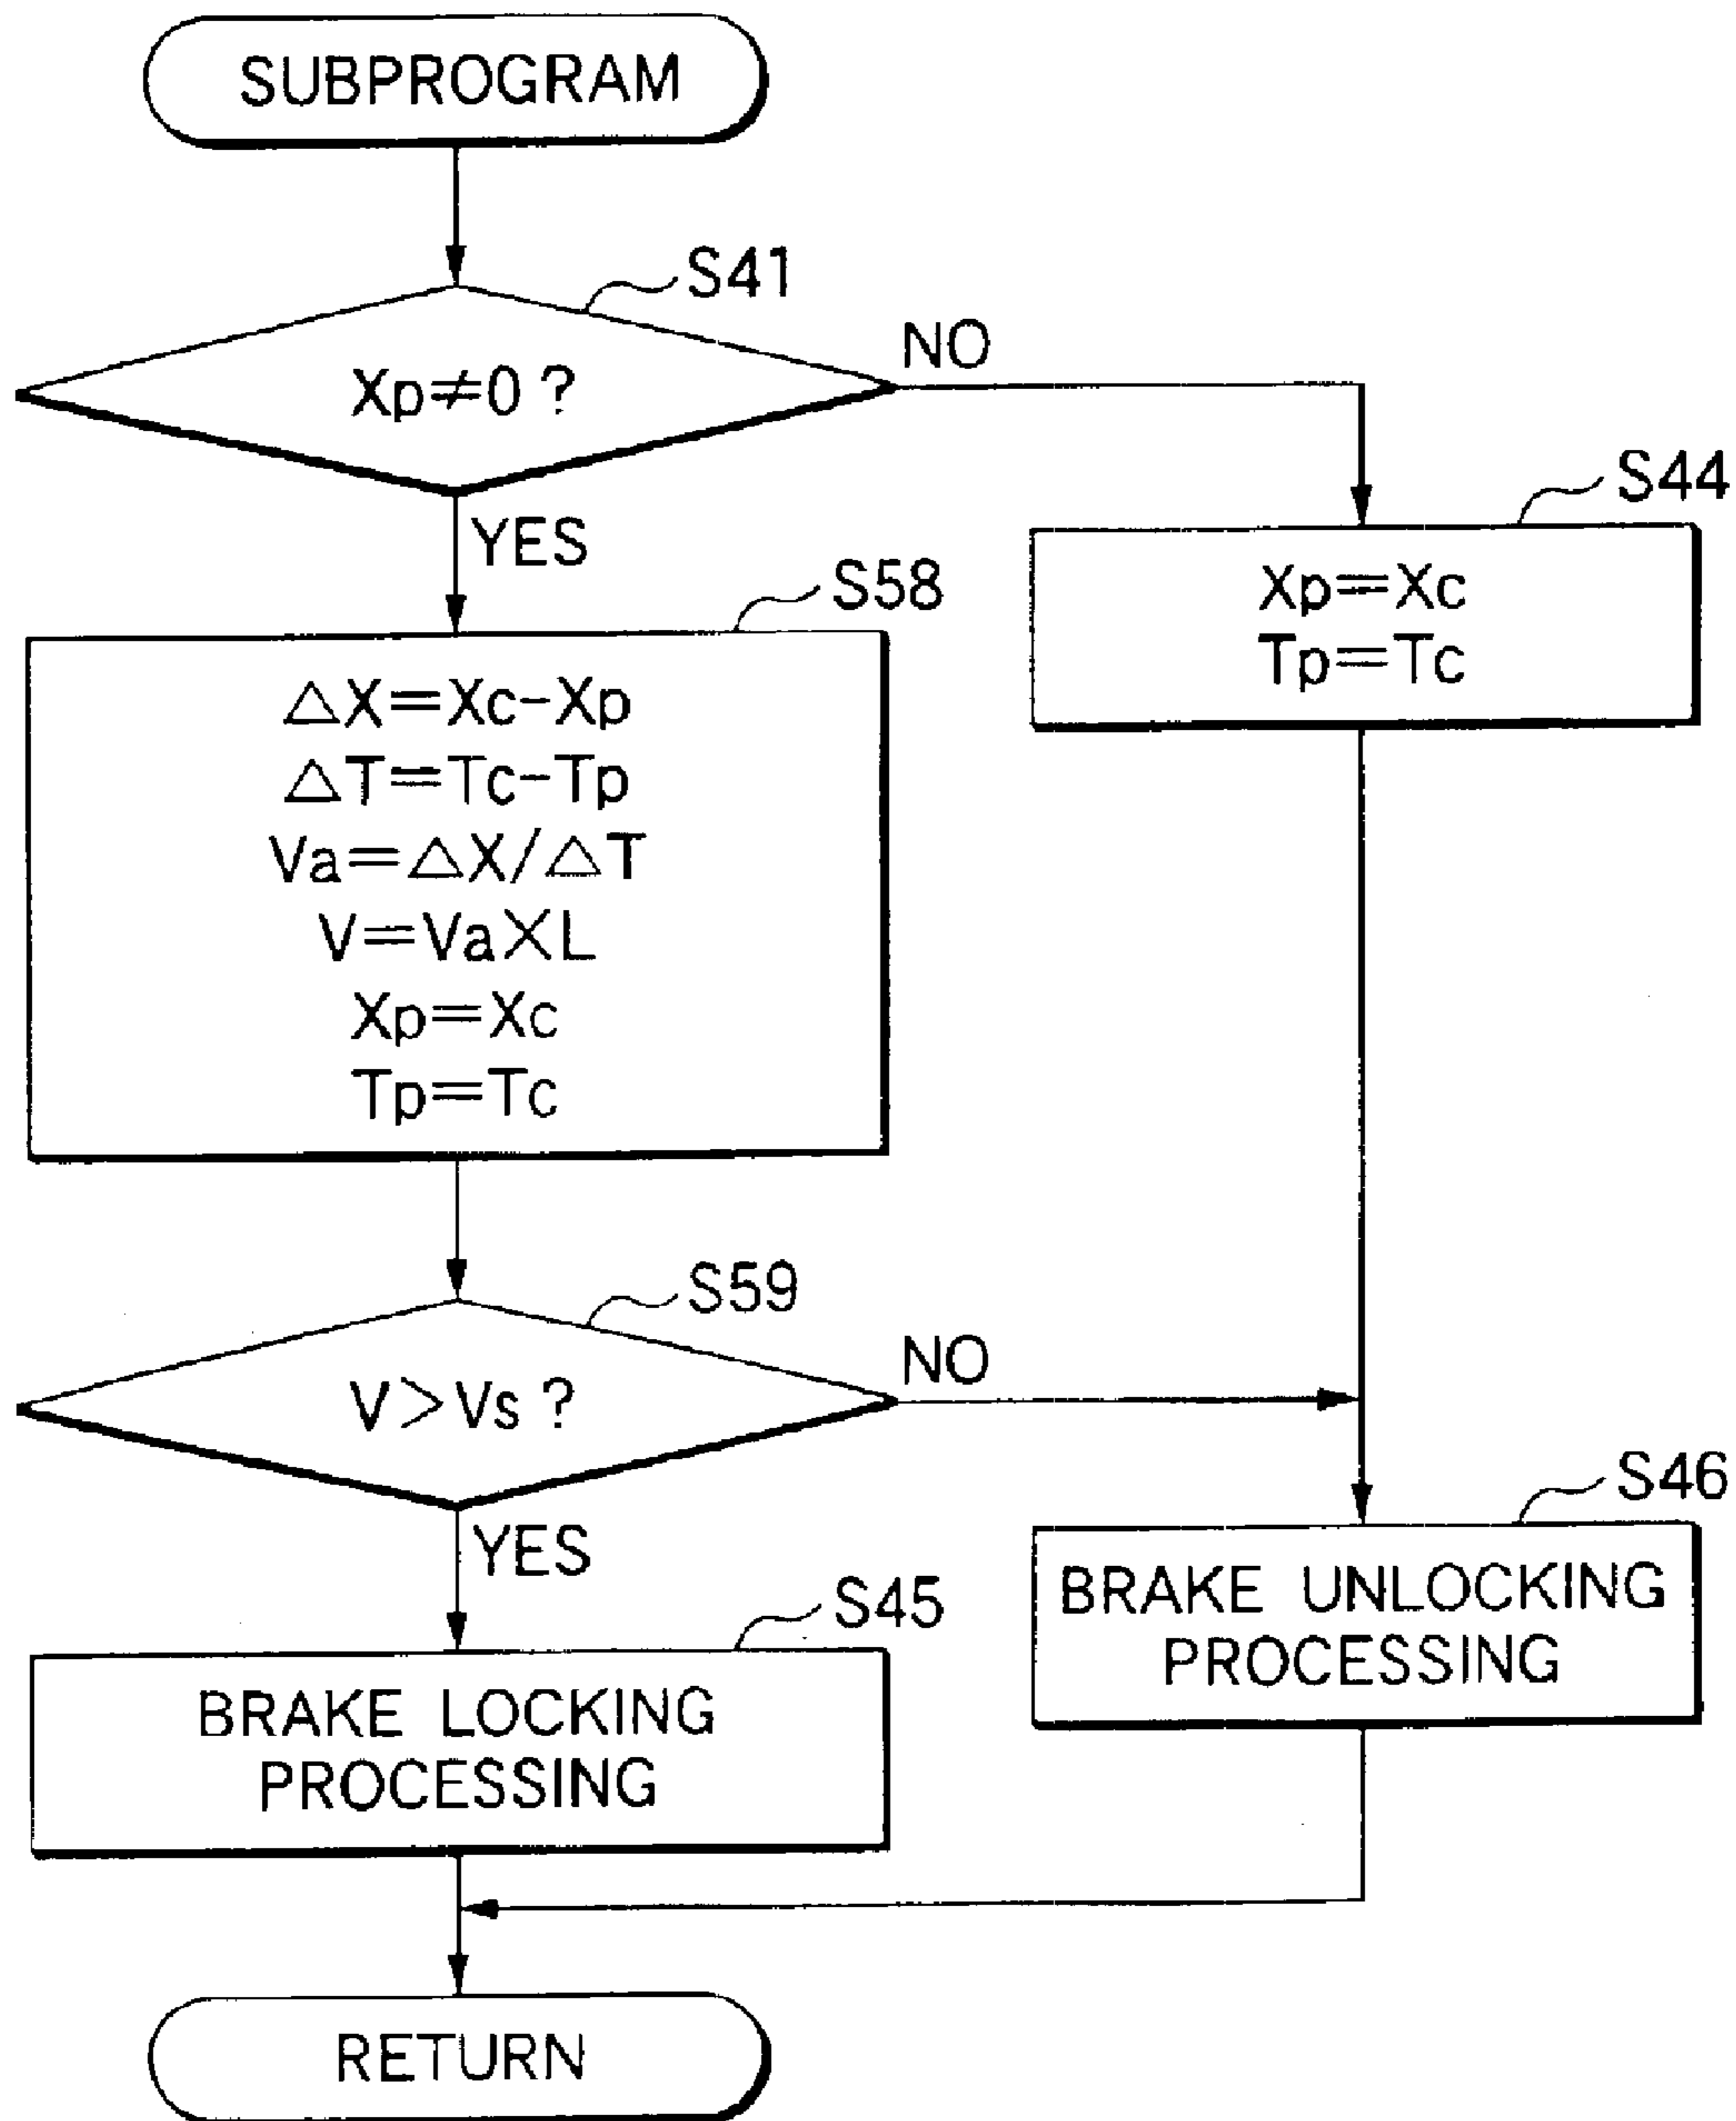 SUBPROGRAM
S41
Xp≠0 ?
NO
YES
S44
Xp=Xc
Tp=Tc
S58
△X=Xc-Xp
△T=Tc-Tp
Va=△X/△T
V=Va×L
Xp=Xc
Tp=Tc
S59
V>Vs ?
NO
YES
S46
BRAKE UNLOCKING
PROCESSING
S45
BRAKE LOCKING
PROCESSING
RETURN